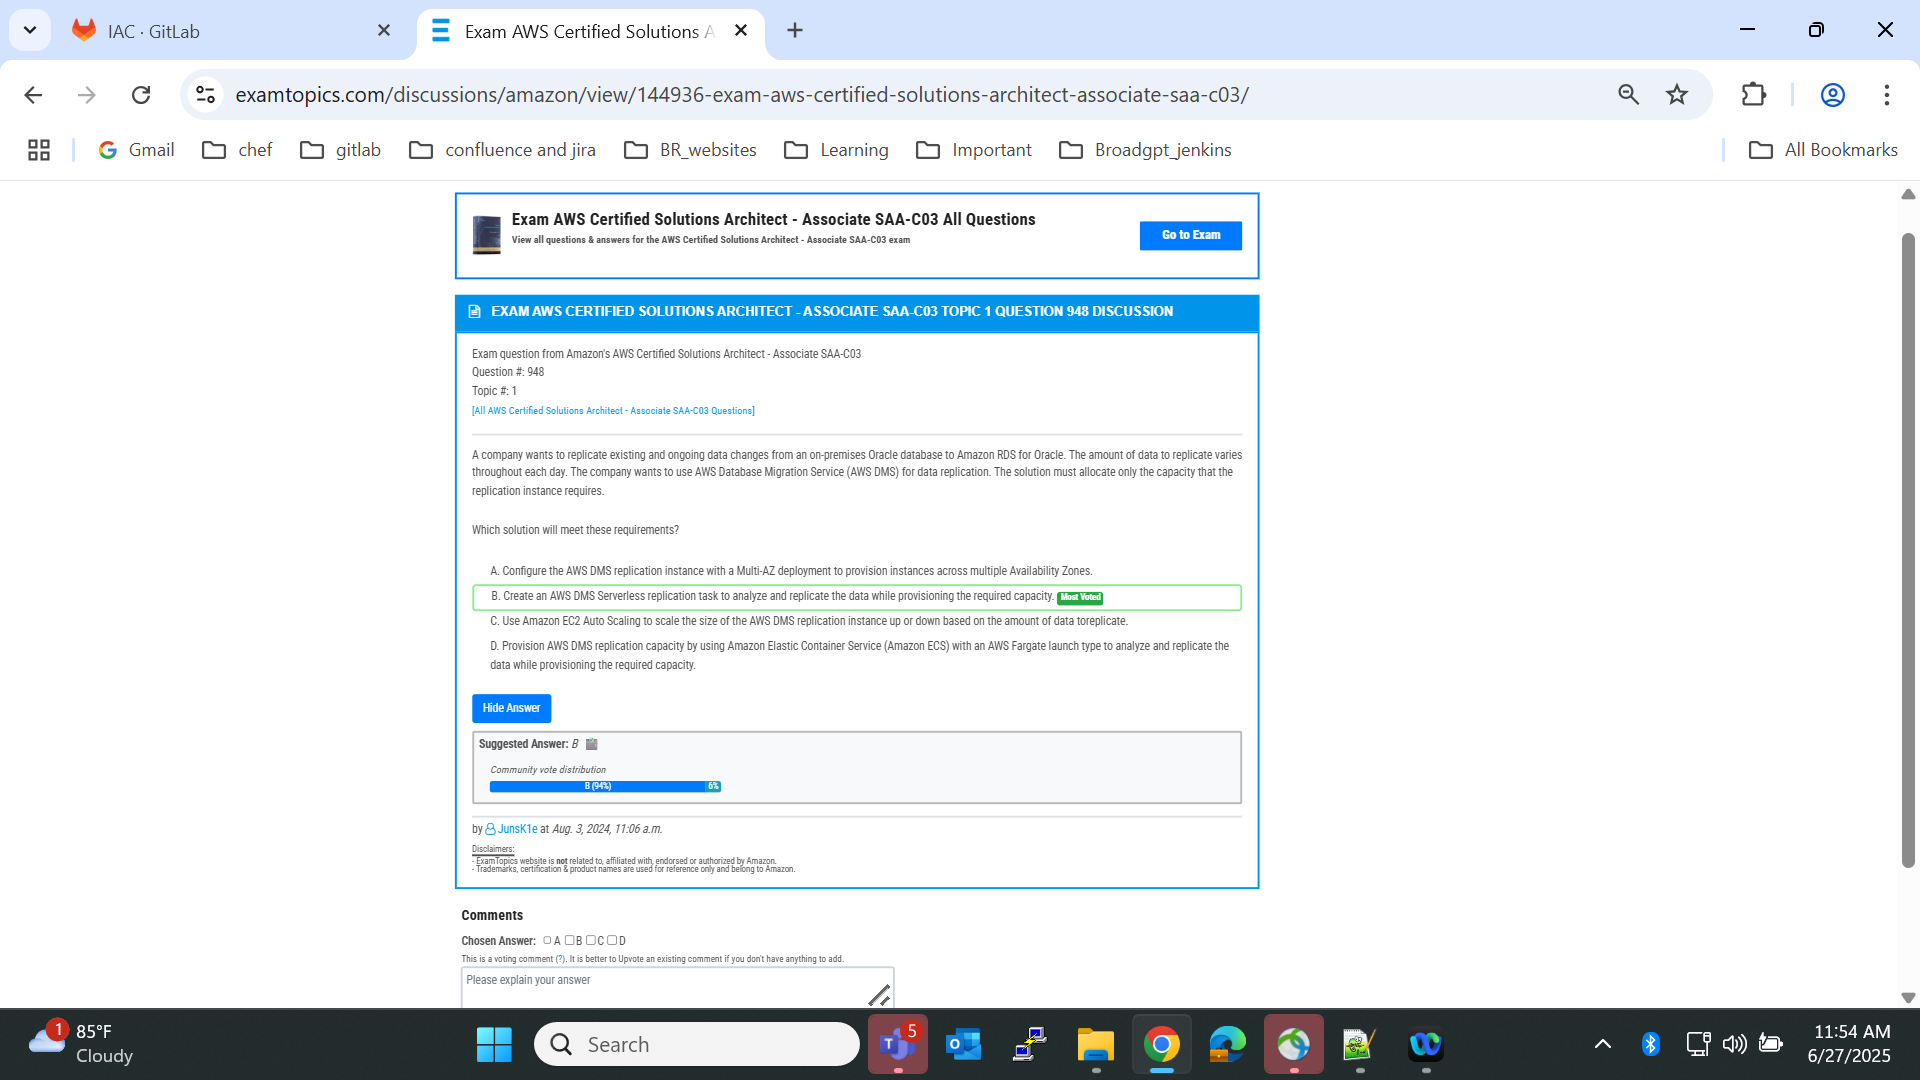 IAC · GitLab
Exam AWS Certified Solutions A
examtopics.com/discussions/amazon/view/144936-exam-aws-certified-solutions-architect-associate-saa-c03/
Gmail
chef
gitlab
confluence and jira
BR_websites
Learning
Important
Broadgpt_jenkins
All Bookmarks
Exam AWS Certified Solutions Architect - Associate SAA-C03 All Questions
View all questions & answers for the AWS Certified Solutions Architect - Associate SAA-C03 exam
Go to Exam
EXAM AWS CERTIFIED SOLUTIONS ARCHITECT - ASSOCIATE SAA-C03 TOPIC 1 QUESTION 948 DISCUSSION
Exam question from Amazon's AWS Certified Solutions Architect - Associate SAA-C03
Question #: 948
Topic #: 1
[All AWS Certified Solutions Architect - Associate SAA-C03 Questions]
A company wants to replicate existing and ongoing data changes from an on-premises Oracle database to Amazon RDS for Oracle. The amount of data to replicate varies
throughout each day. The company wants to use AWS Database Migration Service (AWS DMS) for data replication. The solution must allocate only the capacity that the
replication instance requires.
Which solution will meet these requirements?
A. Configure the AWS DMS replication instance with a Multi-AZ deployment to provision instances across multiple Availability Zones.
B. Create an AWS DMS Serverless replication task to analyze and replicate the data while provisioning the required capacity. Most Voted
C. Use Amazon EC2 Auto Scaling to scale the size of the AWS DMS replication instance up or down based on the amount of data toreplicate.
D. Provision AWS DMS replication capacity by using Amazon Elastic Container Service (Amazon ECS) with an AWS Fargate launch type to analyze and replicate the
data while provisioning the required capacity.
Hide Answer
Suggested Answer: B
Community vote distribution
B (94%) 6%
by JunsK1e at Aug. 3, 2024, 11:06 a.m.
Disclaimers:
- ExamTopics website is not related to, affiliated with, endorsed or authorized by Amazon.
- Trademarks, certification & product names are used for reference only and belong to Amazon.
Comments
Chosen Answer: A B C D
This is a voting comment (?). It is better to Upvote an existing comment if you don't have anything to add.
Please explain your answer
1
85°F
Cloudy
Search
5
11:54 AM
6/27/2025